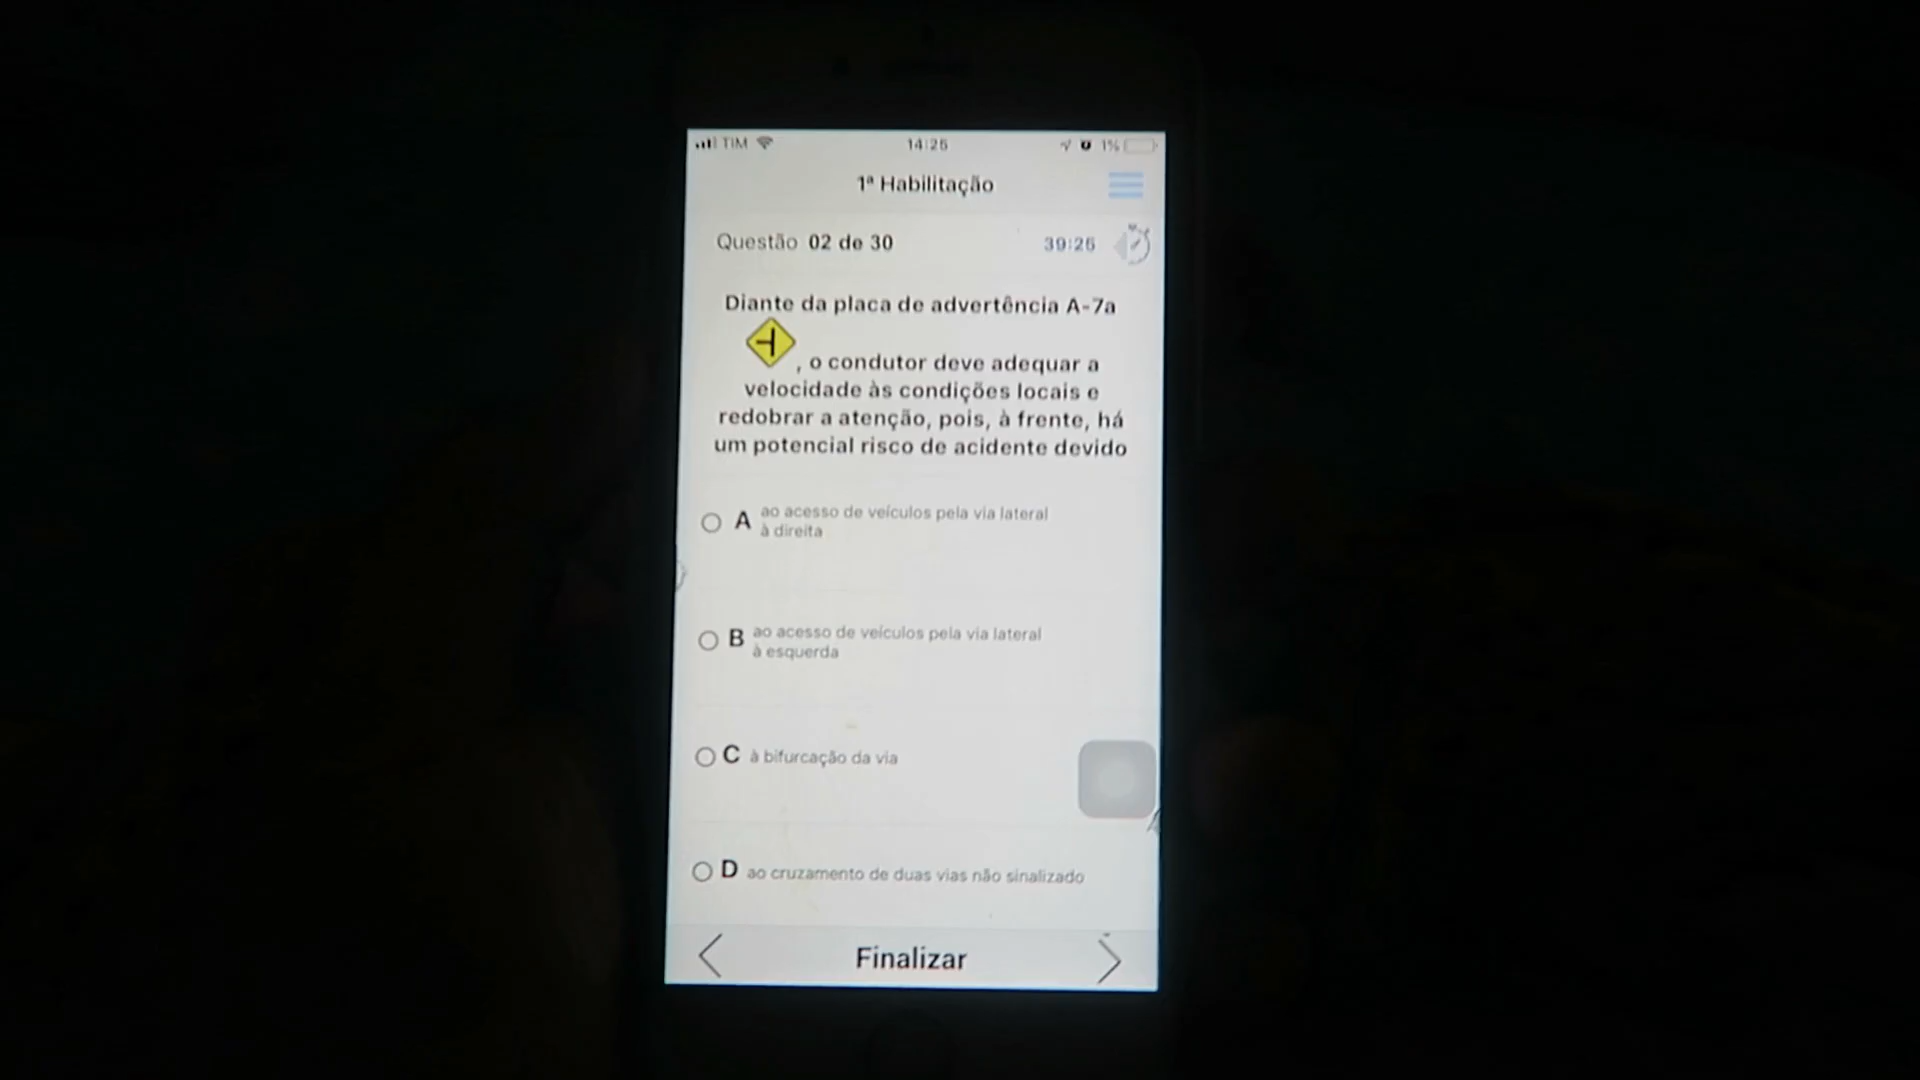 TIM 14:25 1%
1ª Habilitação
Questão 02 de 30 39:25
Diante da placa de advertência A-7a
, o condutor deve adequar a
velocidade às condições locais e
redobrar a atenção, pois, à frente, há
um potencial risco de acidente devido
A ao acesso de veículos pela via lateral
à direita
B ao acesso de veículos pela via lateral
à esquerda
C à bifurcação da via
D ao cruzamento de duas vias não sinalizado
Finalizar